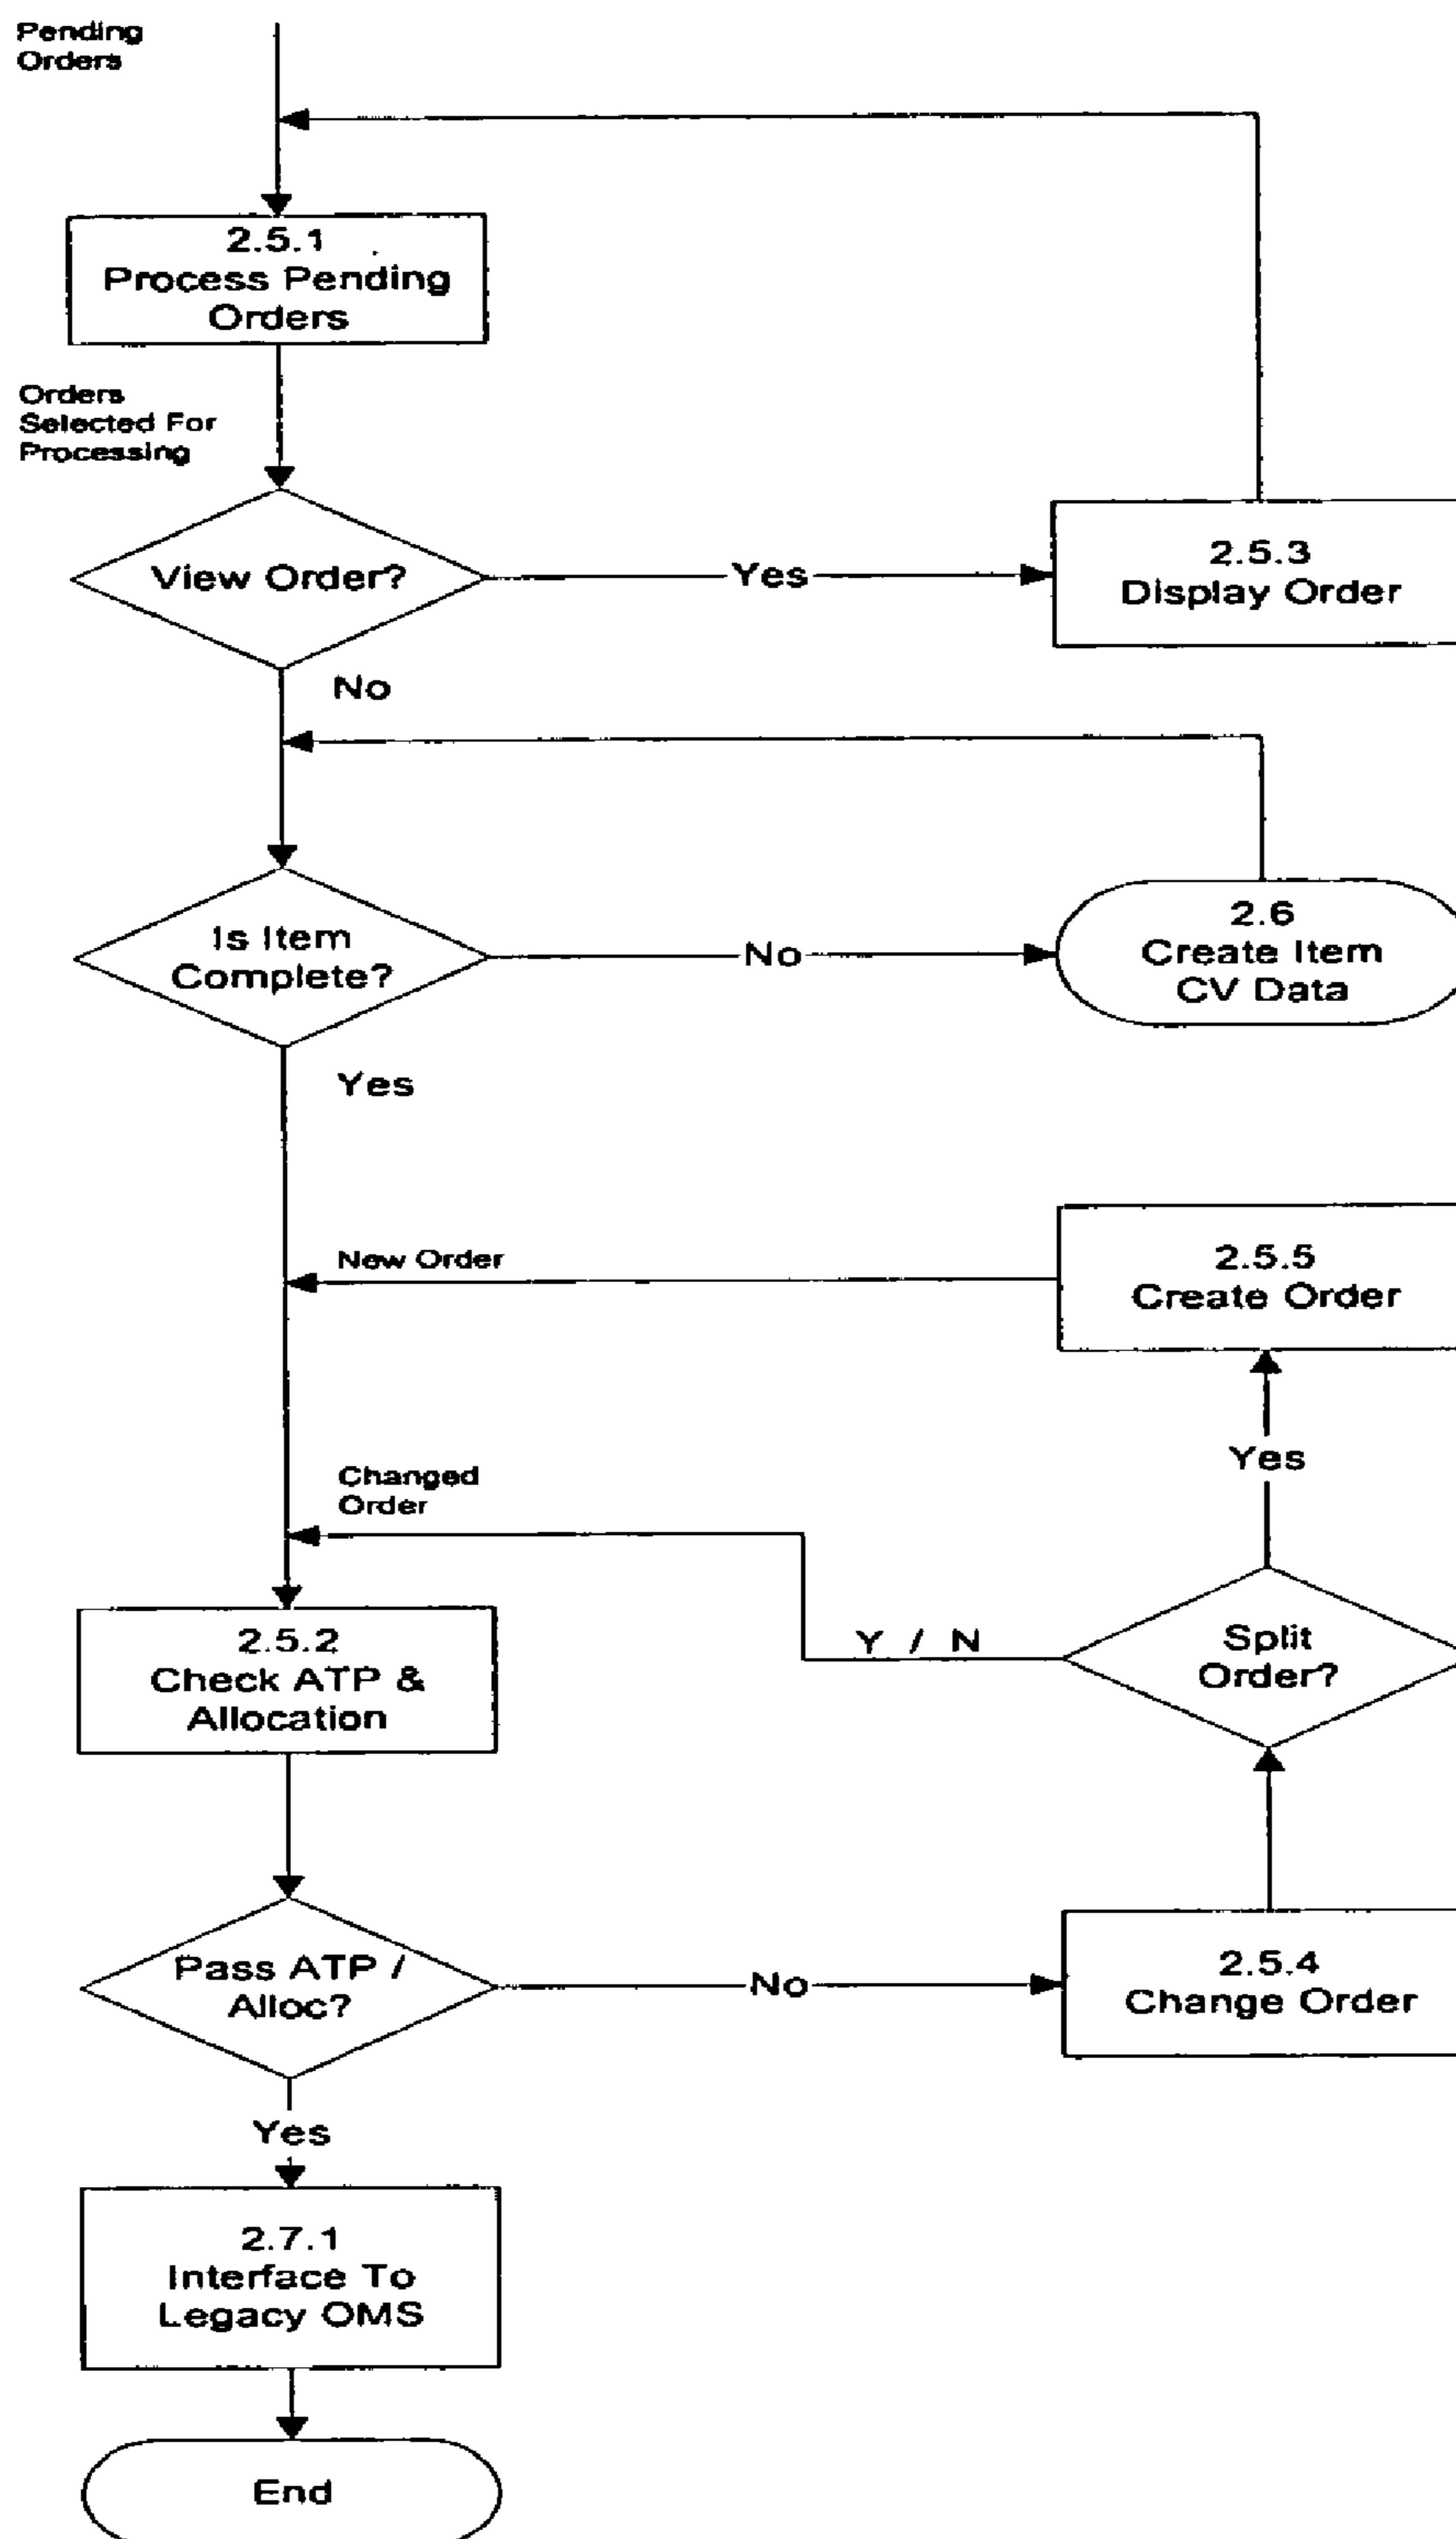 Pending
Orders
2.5.1
Process Pending
Orders
Orders
Selected For
Processing
View Order?
Yes
2.5.3
Display Order
No
Is Item
Complete?
No
2.6
Create Item
CV Data
Yes
New Order
2.5.5
Create Order
Yes
Changed
Order
Y / N
Split
Order?
2.5.2
Check ATP &
Allocation
Pass ATP /
Alloc?
No
2.5.4
Change Order
Yes
2.7.1
Interface To
Legacy OMS
End